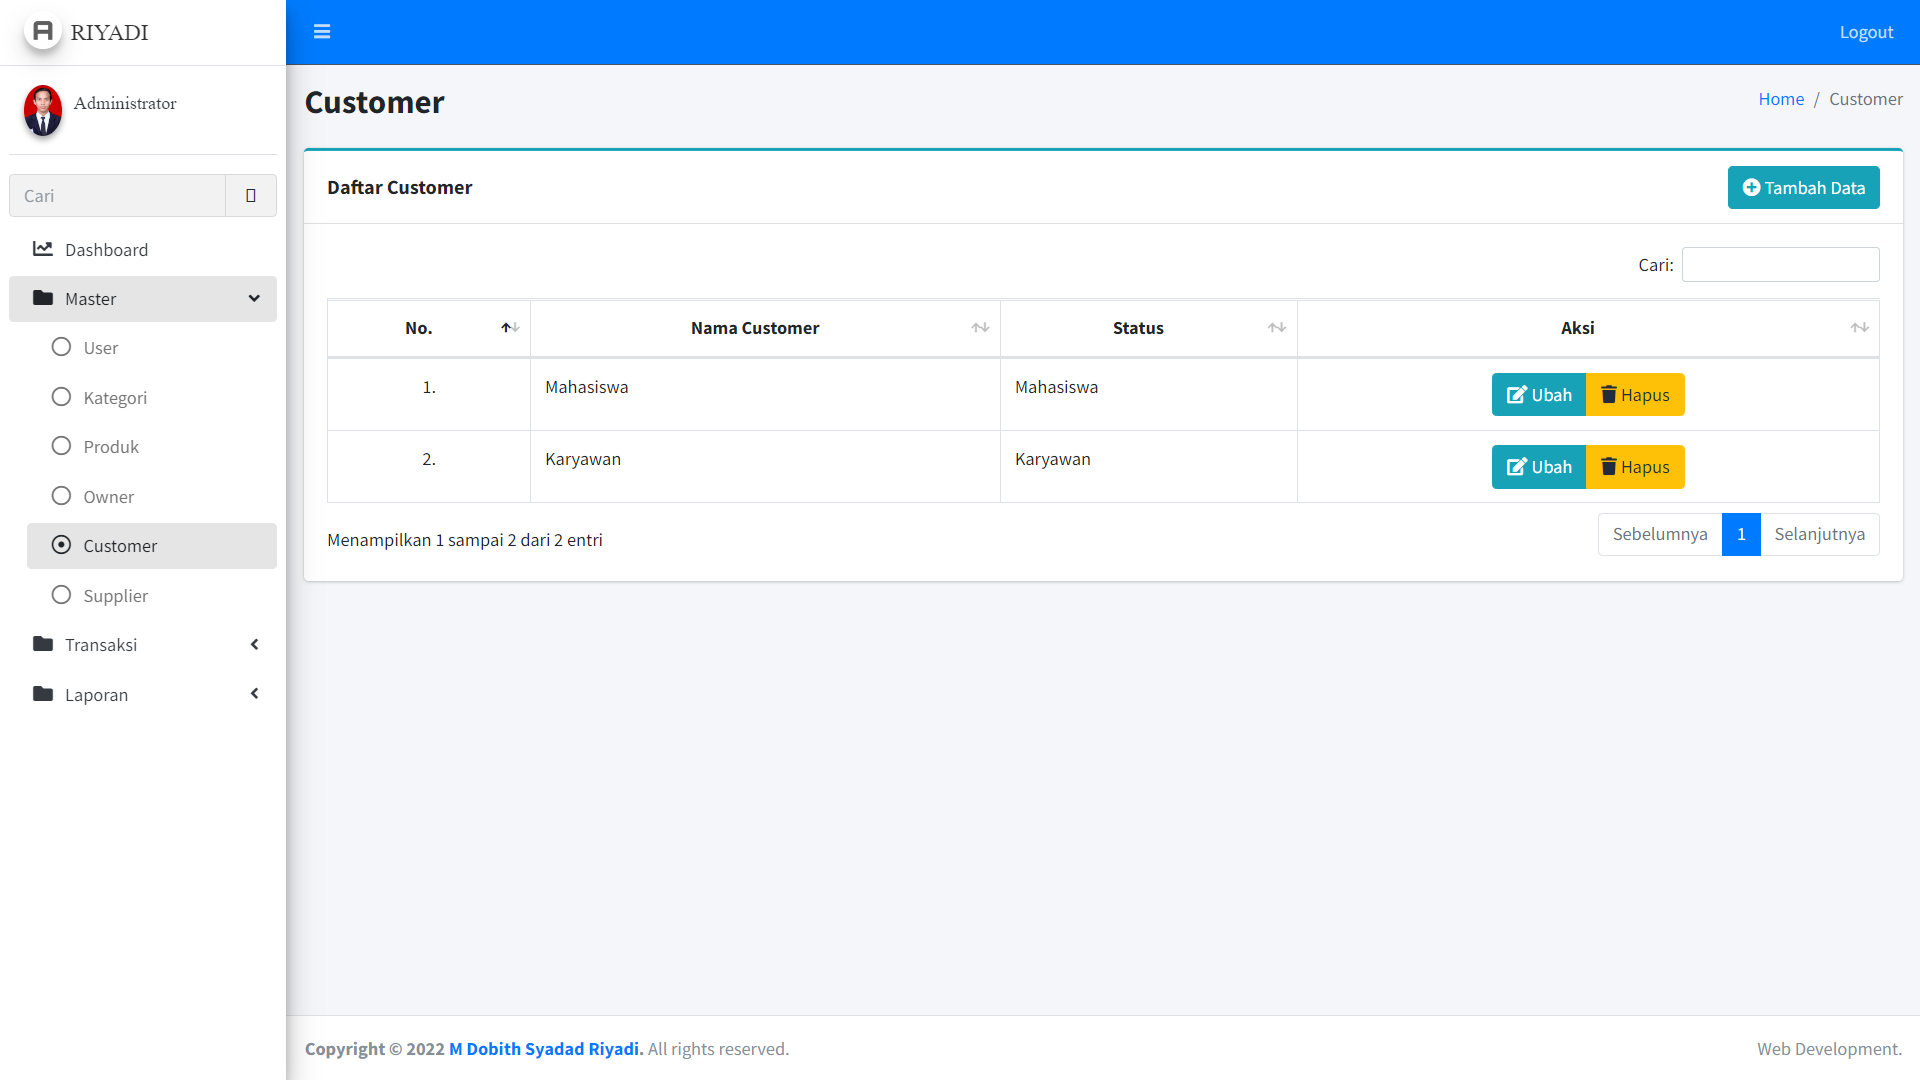 RIYADI
Logout
Administrator
Cari
Dashboard
Master
User
Kategori
Produk
Owner
Customer
Supplier
Transaksi
Laporan
Customer
Home / Customer
Daftar Customer
Tambah Data
Cari:
No. Nama Customer Status Aksi
1. Mahasiswa Mahasiswa Ubah Hapus
2. Karyawan Karyawan Ubah Hapus
Menampilkan 1 sampai 2 dari 2 entri
Sebelumnya 1 Selanjutnya
Copyright © 2022 M Dobith Syadad Riyadi. All rights reserved.
Web Development.